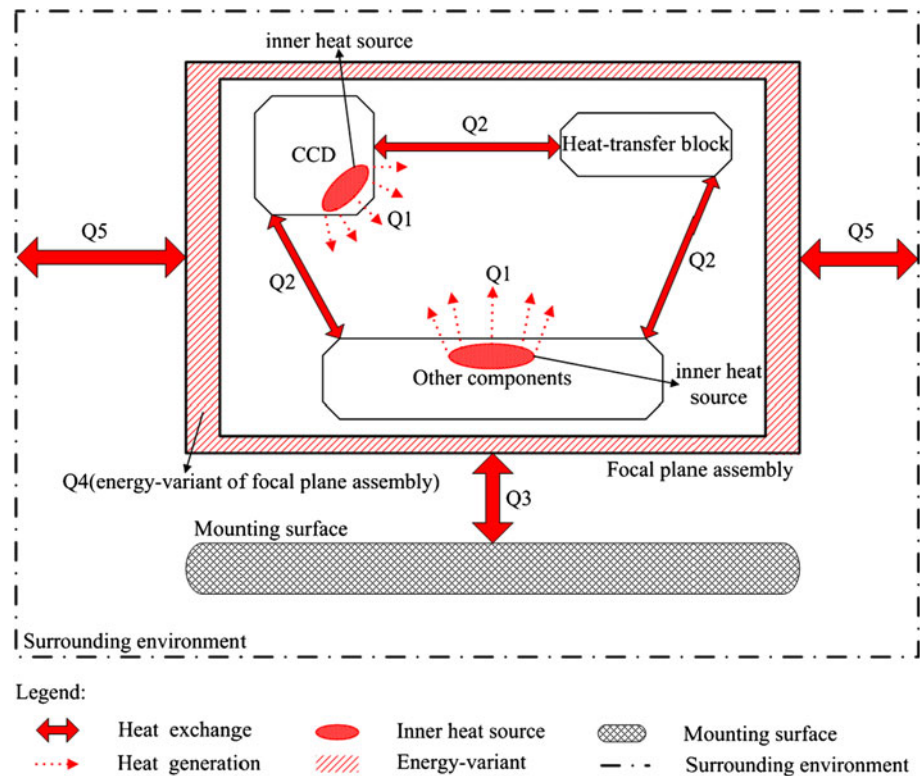 inner heat source
CCD
Q2
Heat-transfer block
Q1
Q5
Q5
Q2
Q2
Q1
Other components
inner heat
source
Q4(energy-variant of focal plane assembly)
Focal plane assembly
Q3
Mounting surface
Surrounding environment
Legend:
Heat exchange
Inner heat source
Mounting surface
Heat generation
Energy-variant
Surrounding environment